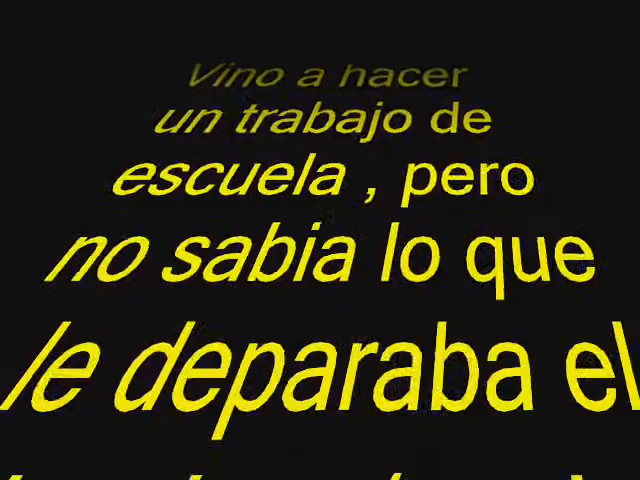 Vino a hacer
un trabajo de
escuela , pero
no sabia lo que
le deparaba el